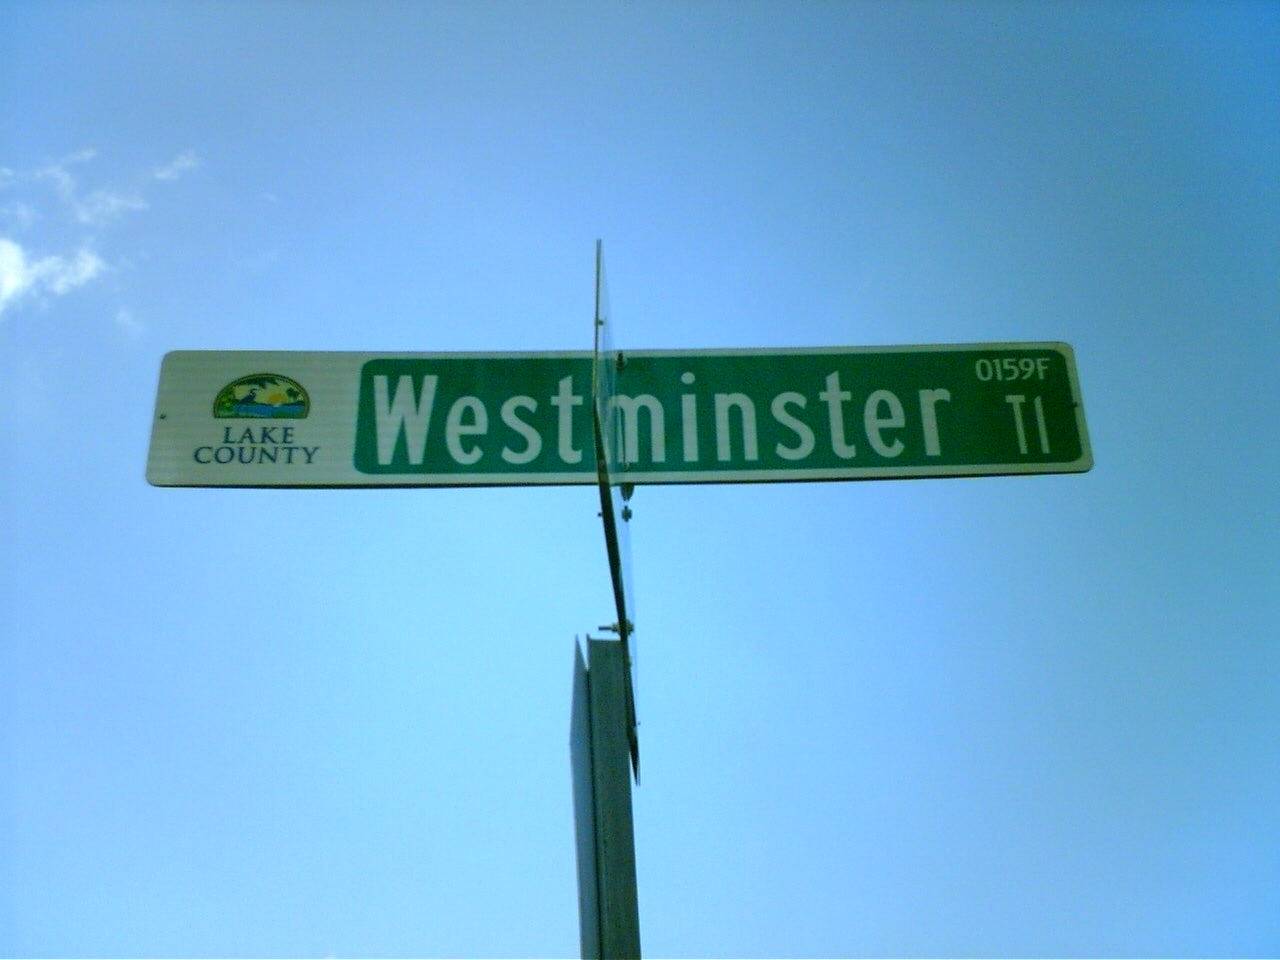 LAKE
COUNTY
Westminster Tl
0159F